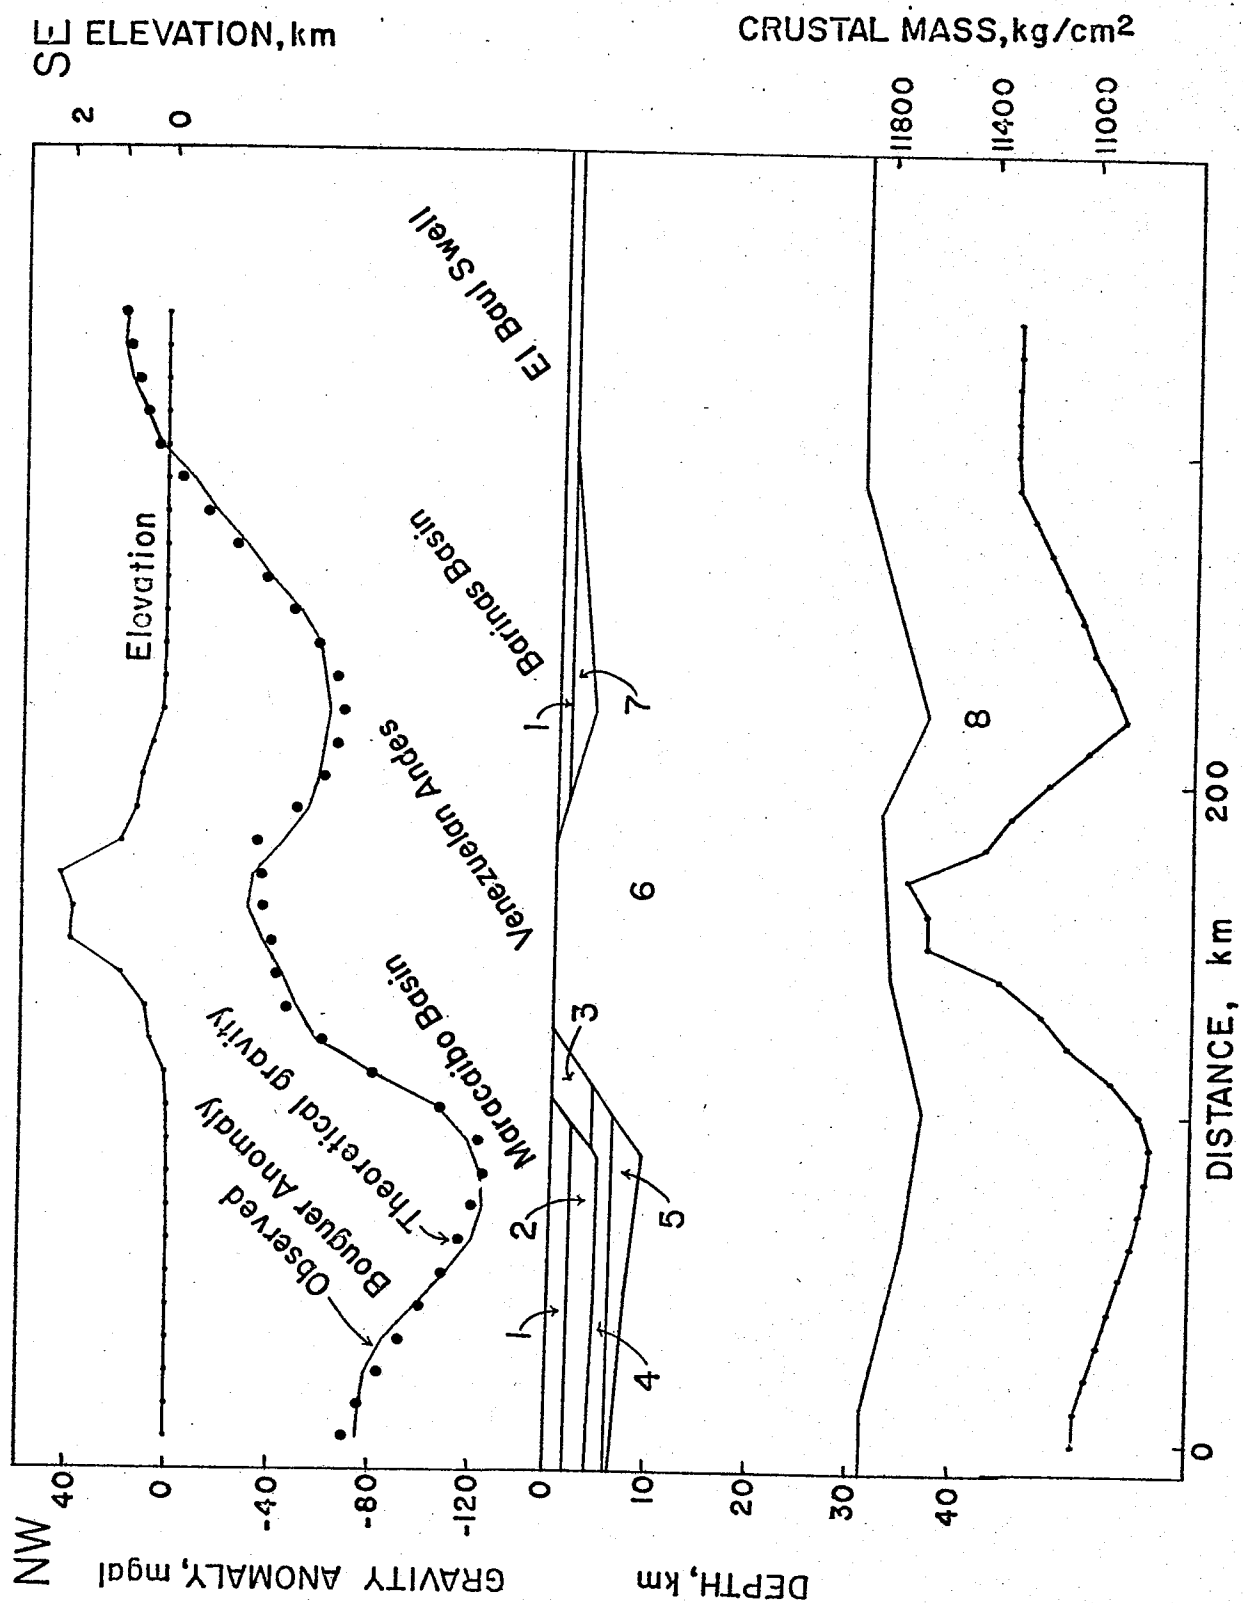 NW
SE
ELEVATION, km
CRUSTAL MASS, kg/cm²
2
0
11800
11400
11000
Elevation
El Baul Swell
Barinas Basin
Venezuelan Andes
Maracaibo Basin
Theoretical gravity
Observed
Bouguer Anomaly
1
7
6
8
3
2
5
1
4
40
0
-40
-80
-120
GRAVITY ANOMALY, mgal
0
10
20
30
40
DEPTH, km
0
200
DISTANCE, km